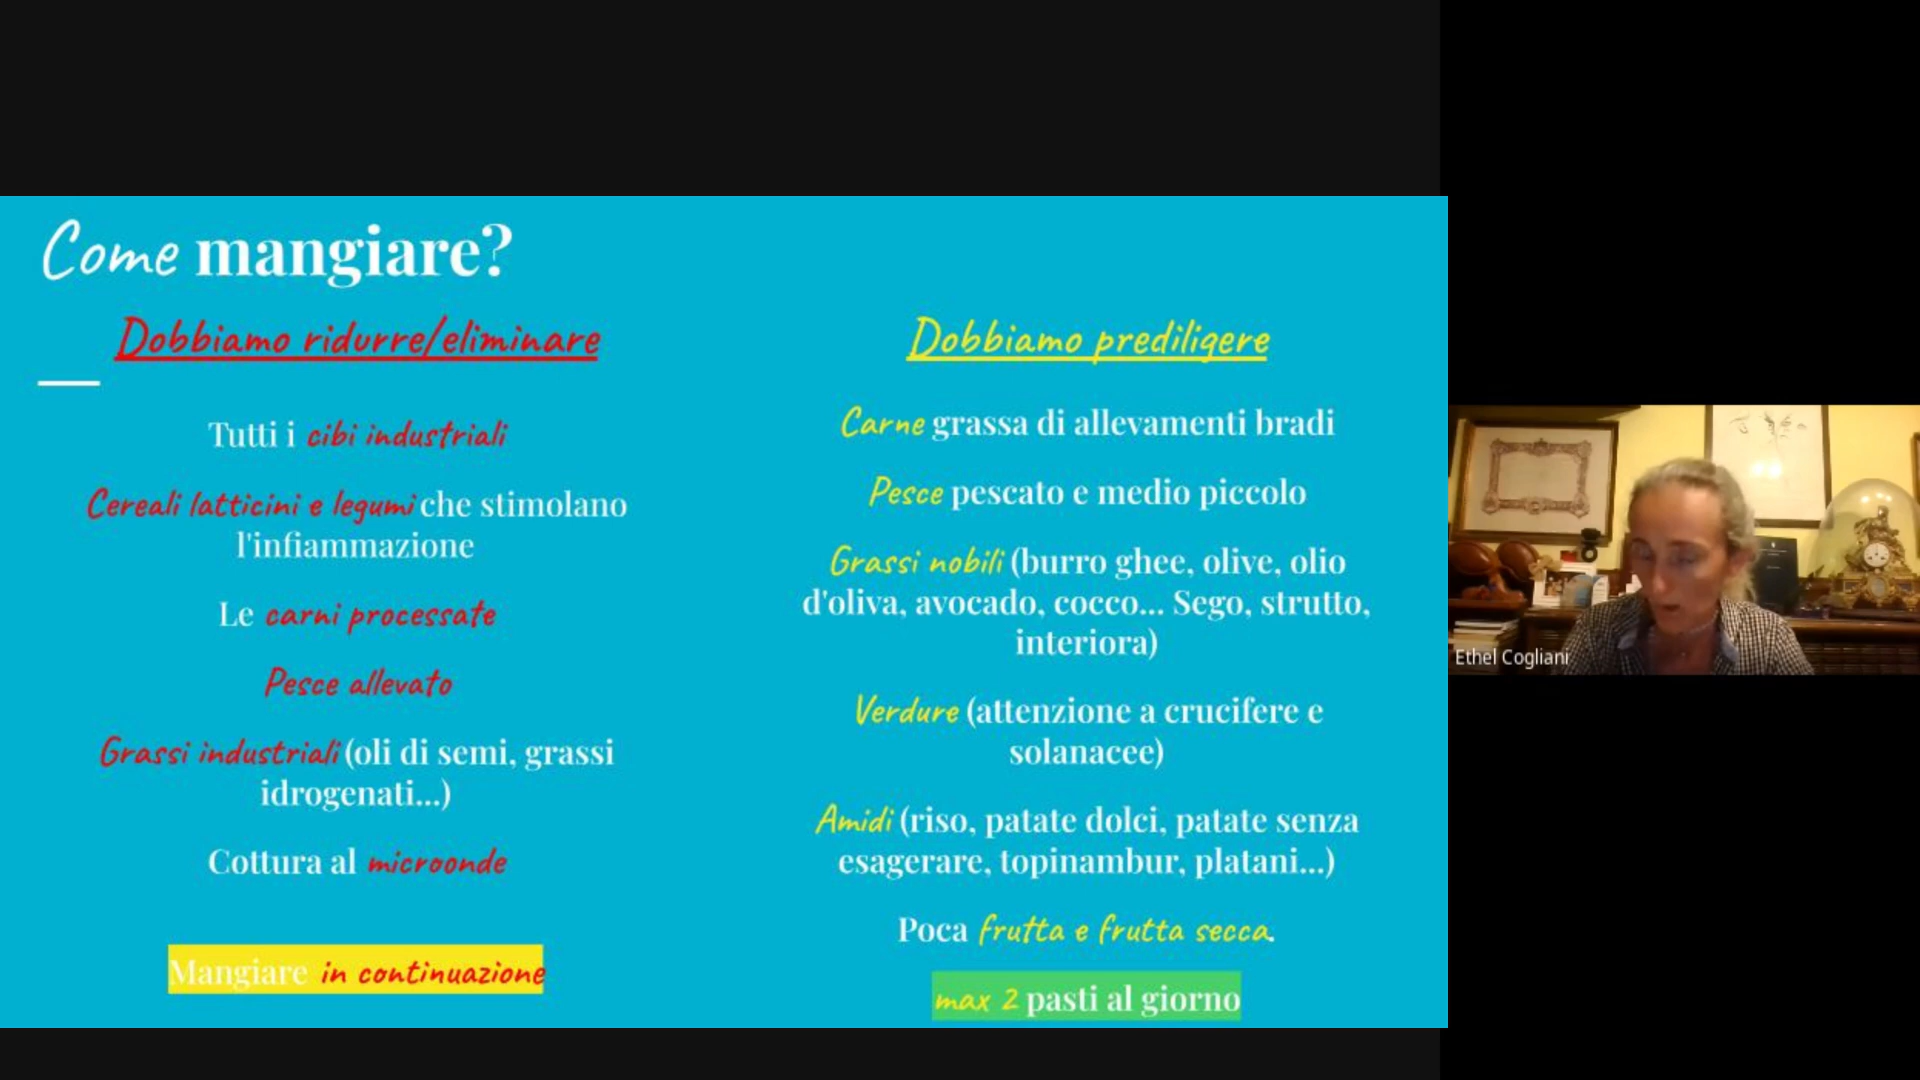 Come mangiare?
Dobbiamo ridurre/eliminare
Tutti i cibi industriali
Cereali latticini e legumi che stimolano
l'infiammazione
Le carni processate
Pesce allevato
Grassi industriali (oli di semi, grassi
idrogenati...)
Cottura al microonde
Mangiare in continuazione
Dobbiamo prediligere
Carne grassa di allevamenti bradi
Pesce pescato e medio piccolo
Grassi nobili (burro ghee, olive, olio
d'oliva, avocado, cocco... Sego, strutto,
interiora)
Verdure (attenzione a crucifere e
solanacee)
Amidi (riso, patate dolci, patate senza
esagerare, topinambur, platani...)
Poca frutta e frutta secca.
max 2 pasti al giorno
Ethel Cogliani